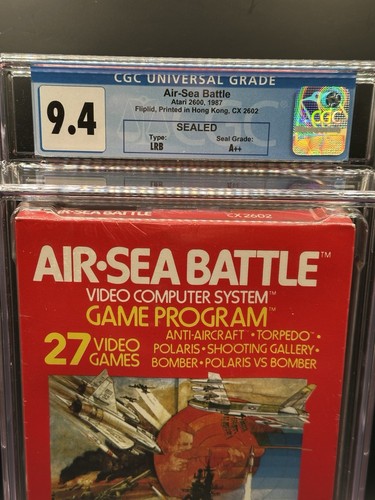 CGC UNIVERSAL GRADE
9.4
Air-Sea Battle
Atari 2600, 1987
Fliplid, Printed in Hong Kong, CX 2602
SEALED
Type:
LRB
Seal Grade:
A++
CGC
AIR-SEA BATTLE
CX2602
AIR•SEA BATTLE™
VIDEO COMPUTER SYSTEM™
GAME PROGRAM™
27 VIDEO GAMES
ANTI-AIRCRAFT • TORPEDO™ •
POLARIS • SHOOTING GALLERY •
BOMBER • POLARIS VS BOMBER